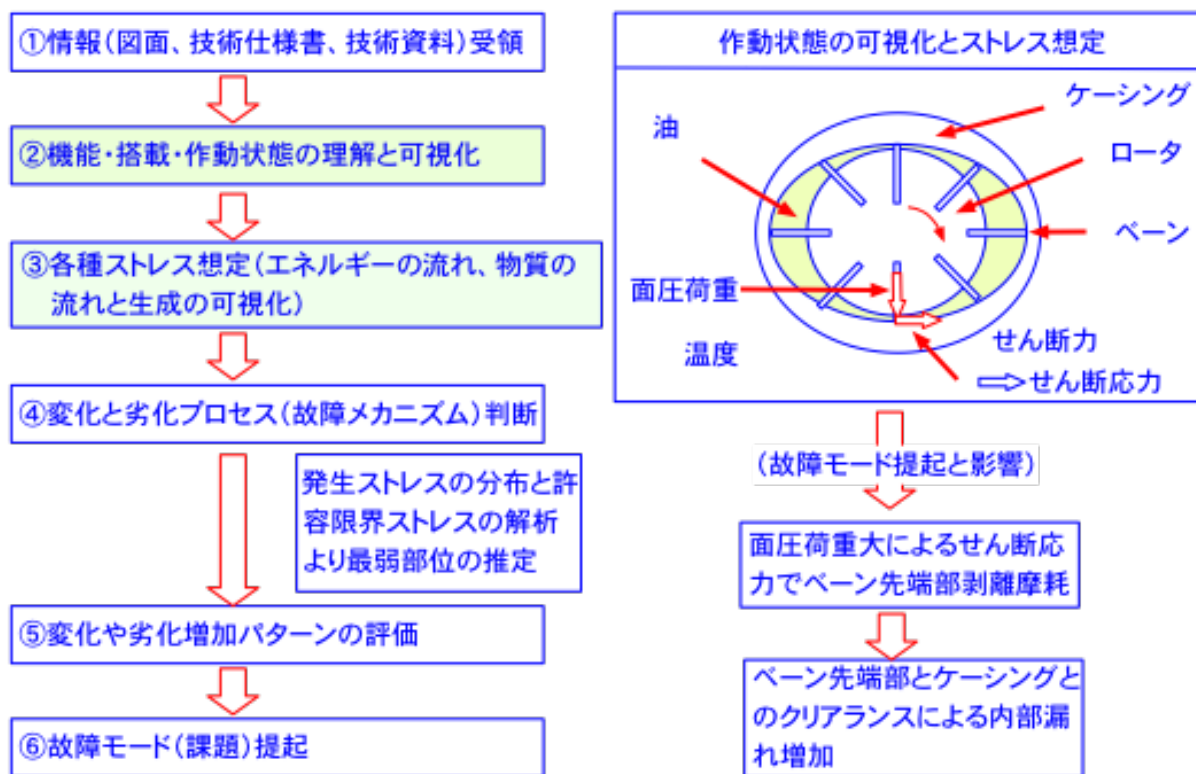 ①情報(図面、技術仕様書、技術資料)受領
②機能・搭載・作動状態の理解と可視化
③各種ストレス想定(エネルギーの流れ、物質の
流れと生成の可視化)
④変化と劣化プロセス(故障メカニズム)判断
発生ストレスの分布と許
容限界ストレスの解析
より最弱部位の推定
⑤変化や劣化増加パターンの評価
⑥故障モード(課題)提起
作動状態の可視化とストレス想定
ケーシング
油
ロータ
ベーン
面圧荷重
せん断力
温度
せん断応力
(故障モード提起と影響)
面圧荷重大によるせん断応
力でベーン先端部剥離摩耗
ベーン先端部とケーシングと
のクリアランスによる内部漏
れ増加